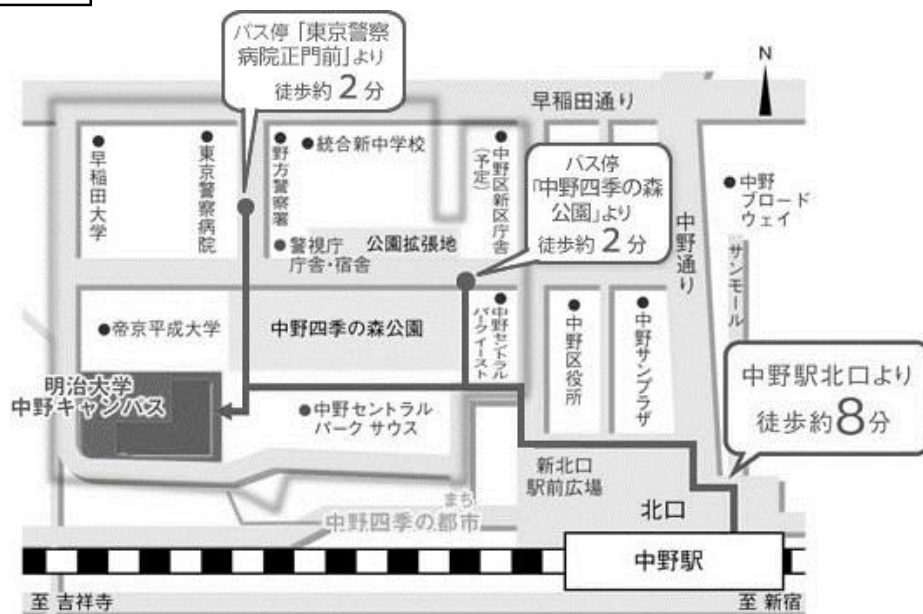 バス停「東京警察
病院正門前」より
徒歩約2分
N
早稲田通り
●早稲田大学
●東京警察病院
●野方警察署
●統合新中学校
●中野区新区庁舎
(予定)
バス停
「中野四季の森
公園」より
徒歩約2分
●中野
ブロード
ウェイ
中野通り
サンモール
●警視庁
庁舎・宿舎
公園拡張地
●帝京平成大学
中野四季の森公園
●中野セントラル
パークイースト
●中野区役所
●中野サンプラザ
明治大学
中野キャンパス
●中野セントラル
パーク サウス
中野駅北口より
徒歩約8分
新北口
駅前広場
北口
まち
中野四季の都市
中野駅
至 吉祥寺
至 新宿